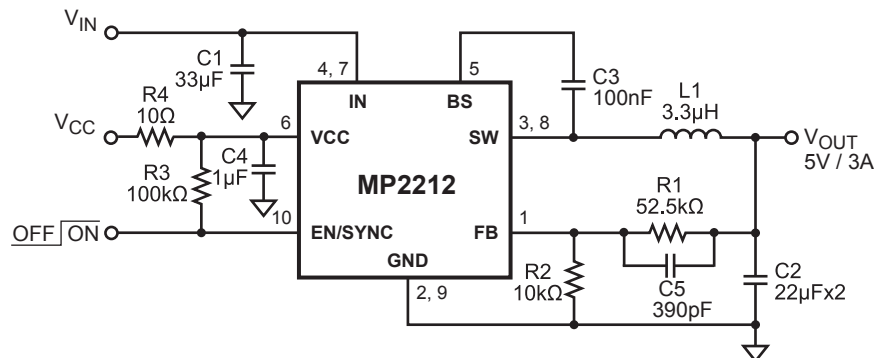 VIN
C1
33µF
4, 7
5
C3
100nF
L1
3.3µH
IN
BS
R4
10Ω
VCC
6
VCC
SW
3, 8
VOUT
5V / 3A
R3
100kΩ
C4
1µF
MP2212
R1
52.5kΩ
OFF ON
10
EN/SYNC
FB
1
GND
2, 9
R2
10kΩ
C5
390pF
C2
22µFx2